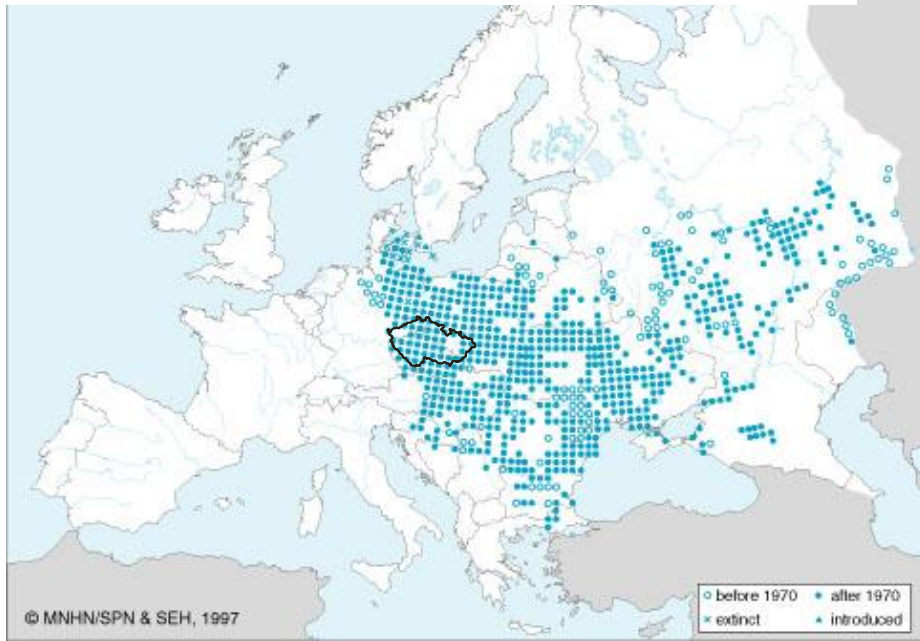 © MNHN/SPN & SEH, 1997
before 1970 after 1970
extinct introduced